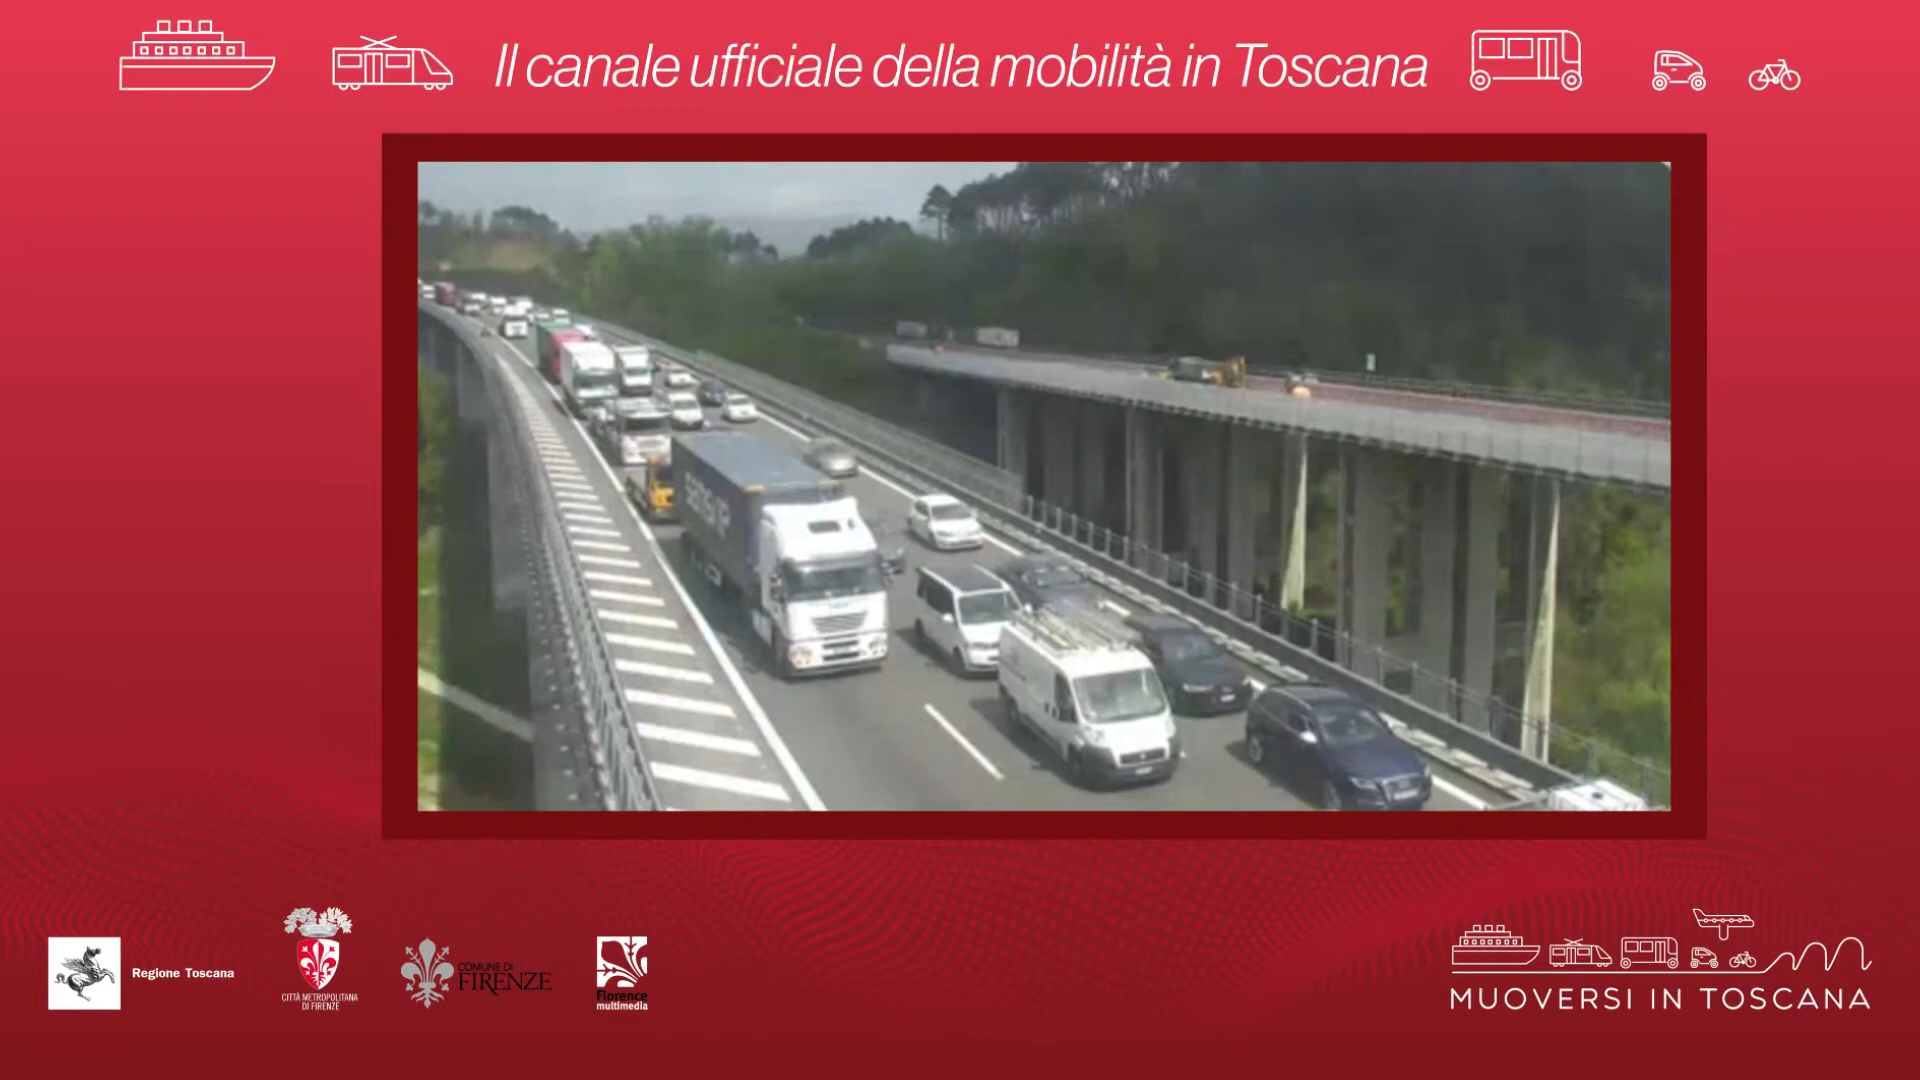 Il canale ufficiale della mobilità in Toscana
Regione Toscana
CITTÀ METROPOLITANA
DI FIRENZE
COMUNE DI
FIRENZE
Florence
multimedia
MUOVERSI IN TOSCANA